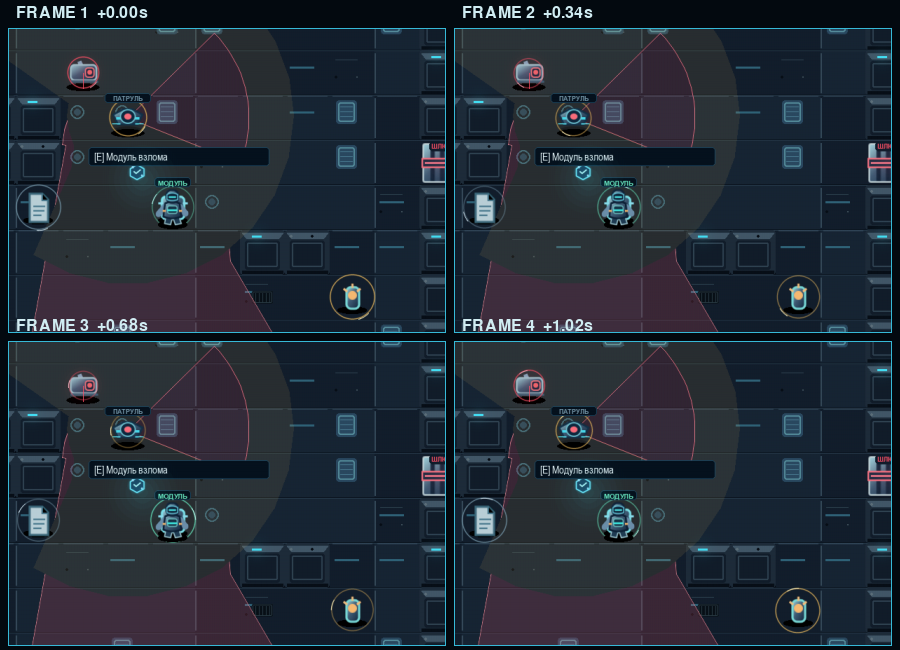 FRAME 1 +0.00s
ПАТРУЛЬ
[E] Модуль взлома
МОДУЛЬ
FRAME 2 +0.34s
ПАТРУЛЬ
[E] Модуль взлома
МОДУЛЬ
FRAME 3 +0.68s
ПАТРУЛЬ
[E] Модуль взлома
МОДУЛЬ
FRAME 4 +1.02s
ПАТРУЛЬ
[E] Модуль взлома
МОДУЛЬ